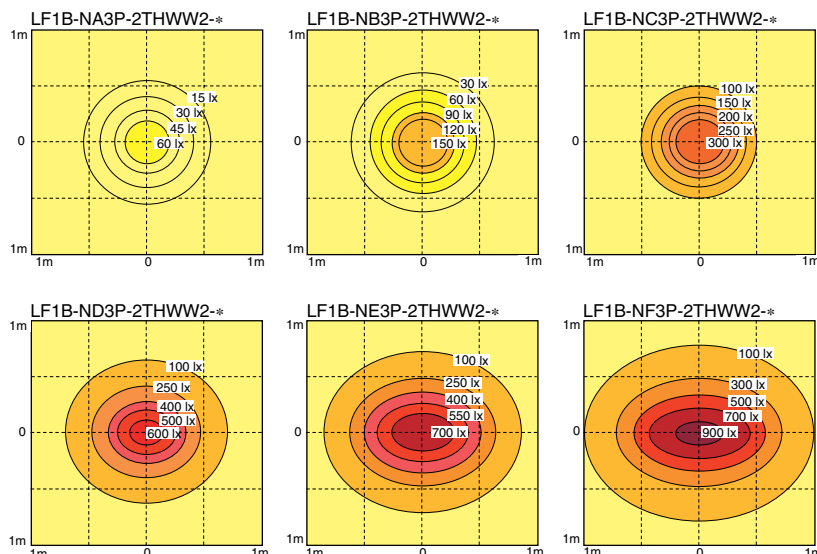 LF1B-NA3P-2THWW2-*
1m
15 lx
30 lx
45 lx
60 lx
0
1m
1m
0
1m
LF1B-NB3P-2THWW2-*
1m
30 lx
60 lx
90 lx
120 lx
150 lx
0
1m
1m
0
1m
LF1B-NC3P-2THWW2-*
1m
100 lx
150 lx
200 lx
250 lx
300 lx
0
1m
1m
0
1m
LF1B-ND3P-2THWW2-*
1m
100 lx
250 lx
400 lx
500 lx
600 lx
0
1m
1m
0
1m
LF1B-NE3P-2THWW2-*
1m
100 lx
250 lx
400 lx
550 lx
700 lx
0
1m
1m
0
1m
LF1B-NF3P-2THWW2-*
1m
100 lx
300 lx
500 lx
700 lx
900 lx
0
1m
1m
0
1m